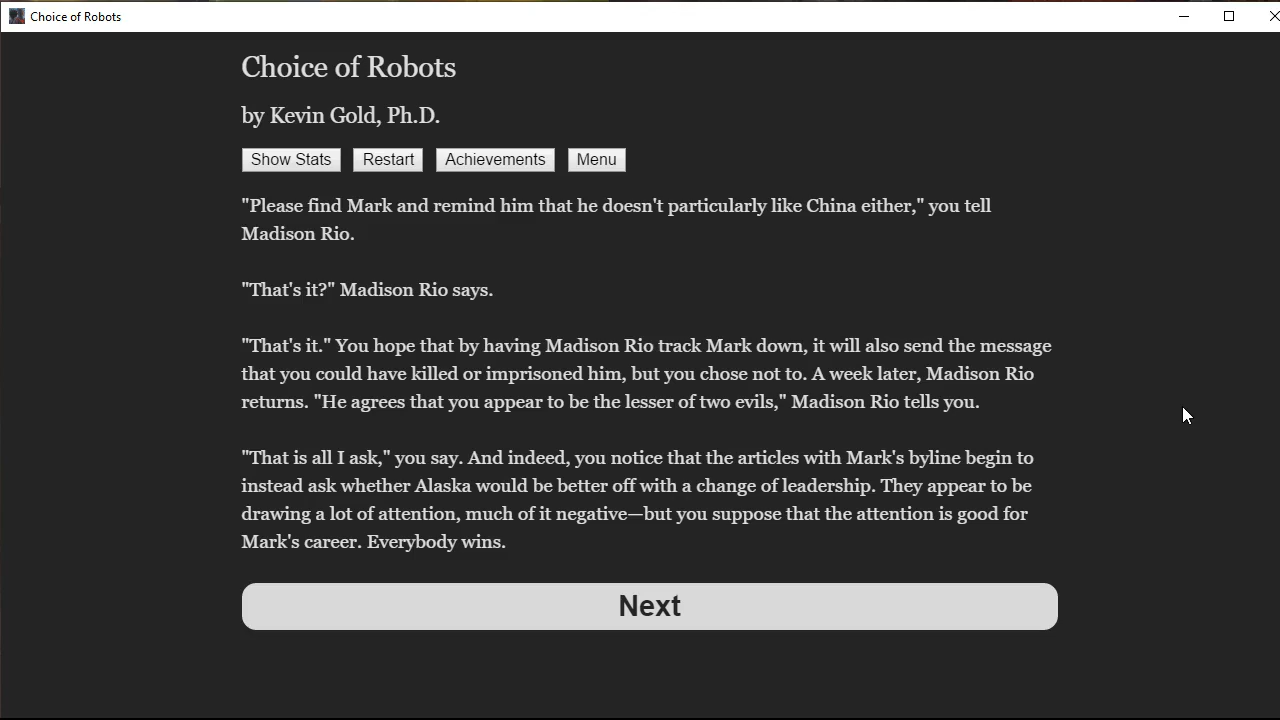 Choice of Robots
Choice of Robots
by Kevin Gold, Ph.D.
Show Stats Restart Achievements Menu
"Please find Mark and remind him that he doesn't particularly like China either," you tell
Madison Rio.
"That's it?" Madison Rio says.
"That's it." You hope that by having Madison Rio track Mark down, it will also send the message
that you could have killed or imprisoned him, but you chose not to. A week later, Madison Rio
returns. "He agrees that you appear to be the lesser of two evils," Madison Rio tells you.
"That is all I ask," you say. And indeed, you notice that the articles with Mark's byline begin to
instead ask whether Alaska would be better off with a change of leadership. They appear to be
drawing a lot of attention, much of it negative—but you suppose that the attention is good for
Mark's career. Everybody wins.
Next